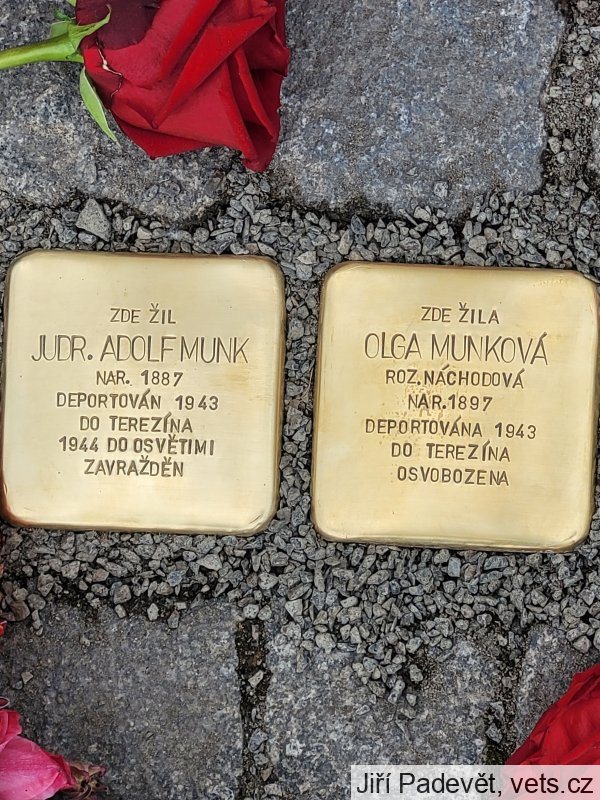 ZDE ŽIL
JUDR. ADOLF MUNK
NAR. 1887
DEPORTOVÁN 1943
DO TEREZÍNA
1944 DO OSVĚTIMI
ZAVRAŽDĚN
ZDE ŽILA
OLGA MUNKOVÁ
ROZ. NÁCHODOVÁ
NAR. 1897
DEPORTOVÁNA 1943
DO TEREZÍNA
OSVOBOZENA
Jiří Padevět, vets.cz